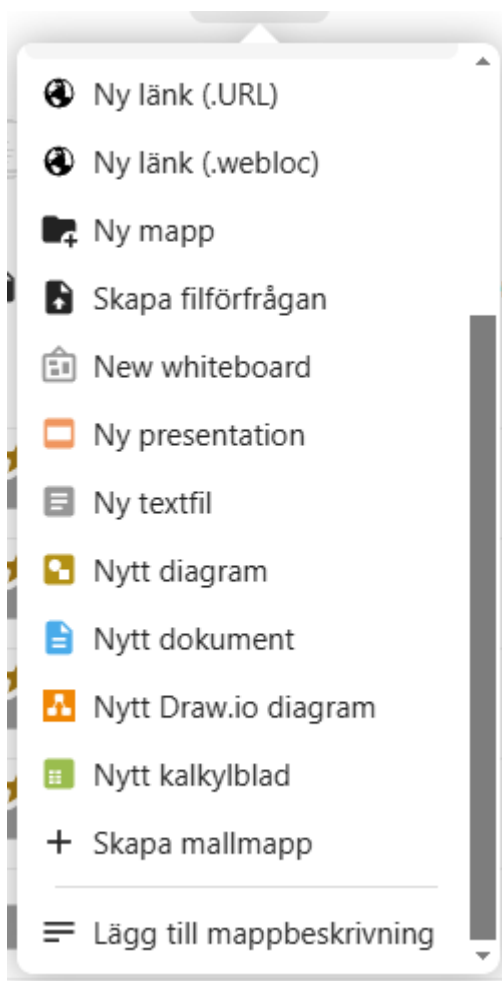 Ny länk (.URL)
Ny länk (.webloc)
Ny mapp
Skapa filförfrågan
New whiteboard
Ny presentation
Ny textfil
Nytt diagram
Nytt dokument
Nytt Draw.io diagram
Nytt kalkylblad
Skapa mallmapp
Lägg till mappbeskrivning